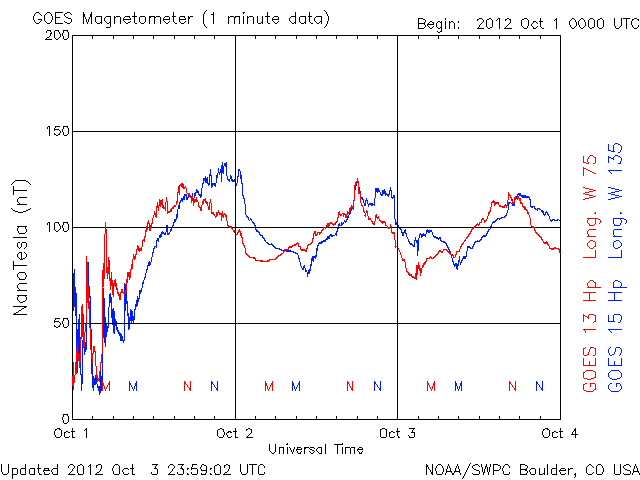 GOES Magnetometer (1 minute data)
Begin: 2012 Oct 1 0000 UTC
200
150
100
50
0
NanoTesla (nT)
M M N N M M N N M M N N
Oct 1 Oct 2 Oct 3 Oct 4
Universal Time
GOES 13 Hp Long. W 75
GOES 15 Hp Long. W 135
Updated 2012 Oct 3 23:59:02 UTC
NOAA/SWPC Boulder, CO USA